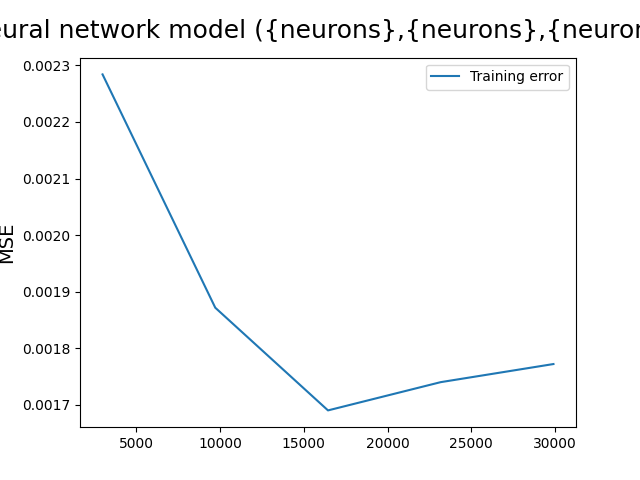 eural network model ({neurons},{neurons},{neuron
Training error
MSE
0.0023
0.0022
0.0021
0.0020
0.0019
0.0018
0.0017
5000 10000 15000 20000 25000 30000